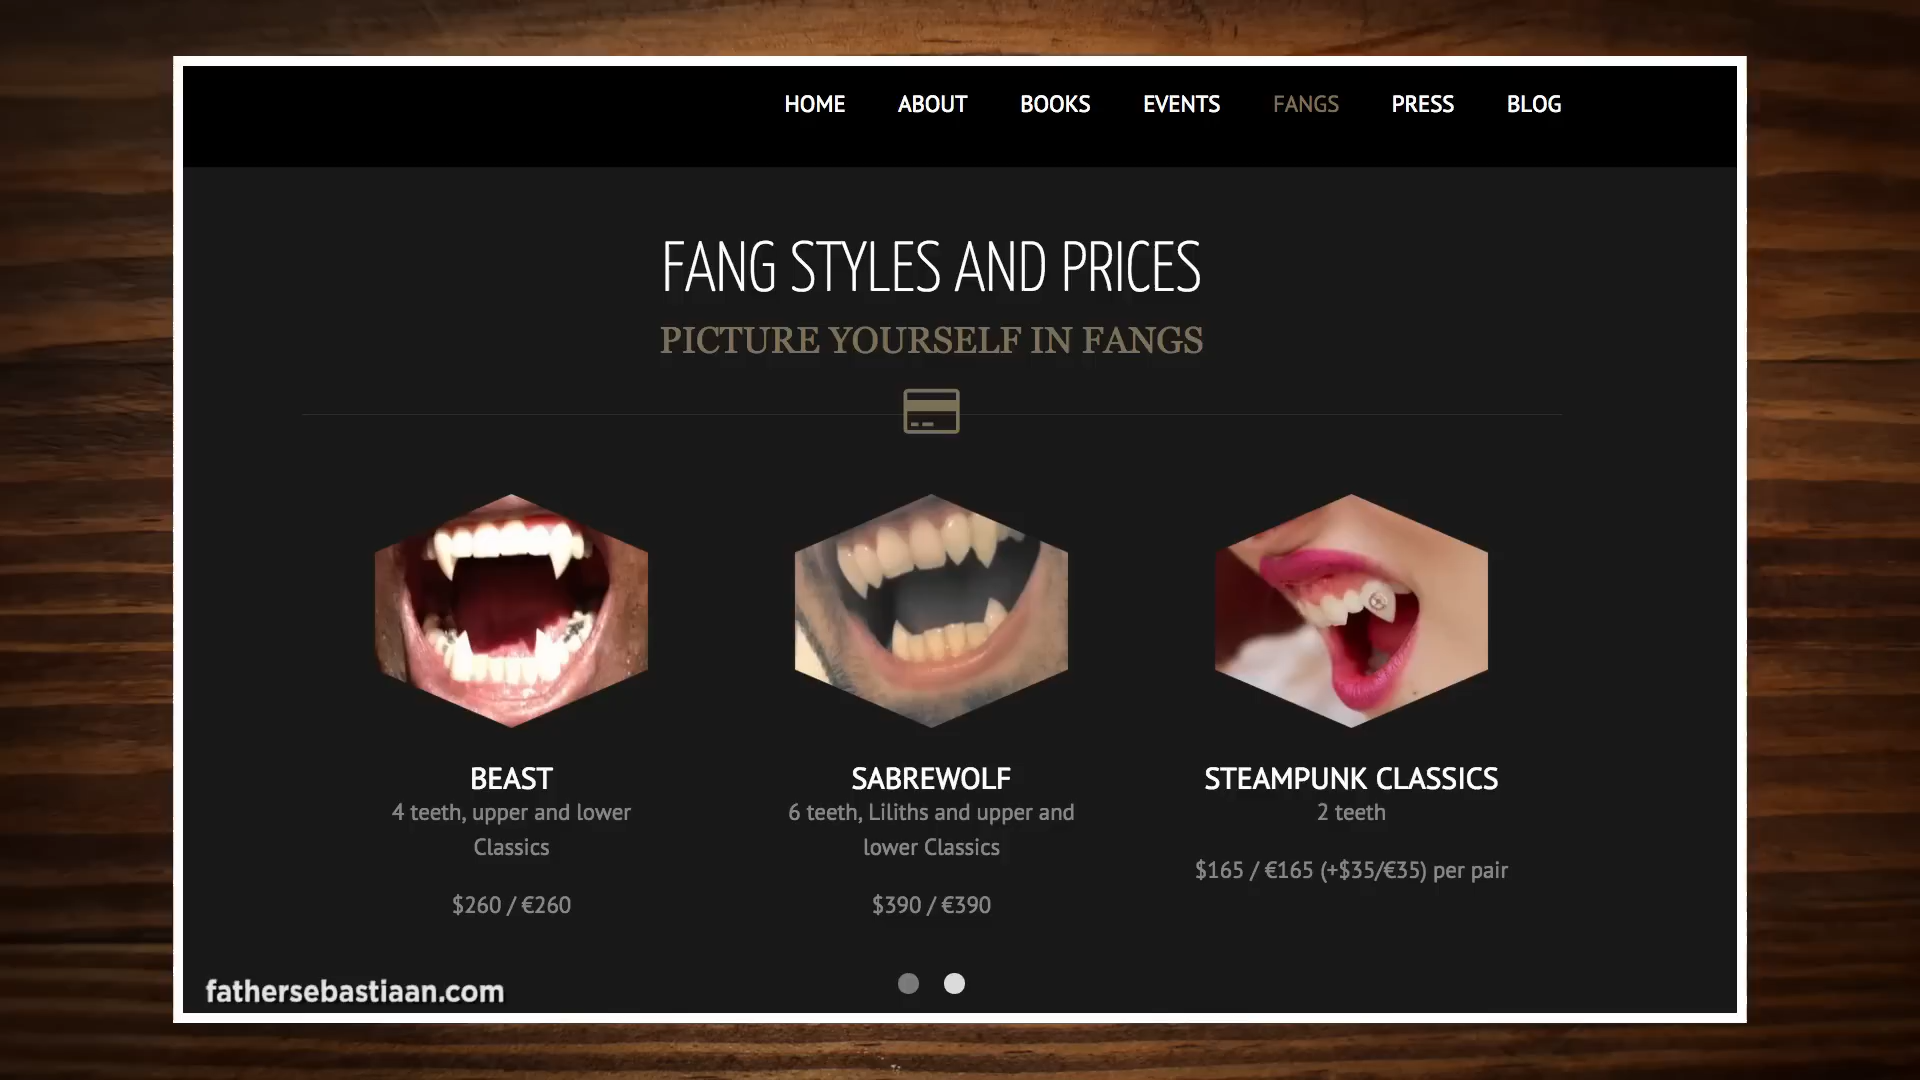 HOME ABOUT BOOKS EVENTS FANGS PRESS BLOG
FANG STYLES AND PRICES
PICTURE YOURSELF IN FANGS
BEAST
4 teeth, upper and lower
Classics
$260 / €260
SABREWOLF
6 teeth, Liliths and upper and
lower Classics
$390 / €390
STEAMPUNK CLASSICS
2 teeth
$165 / €165 (+$35/€35) per pair
fathersebastiaan.com